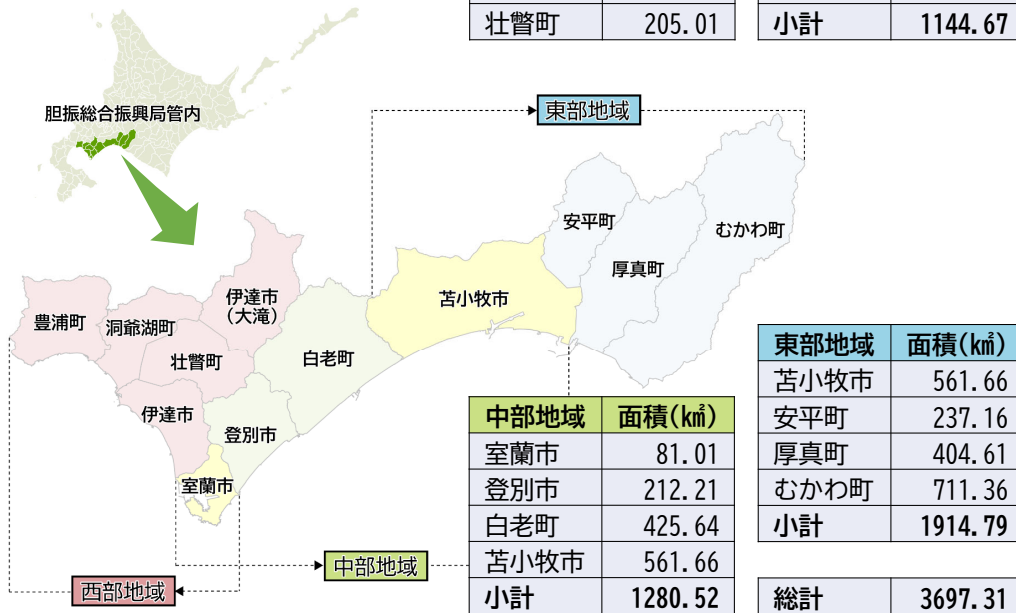 壮瞥町 205.01
小計 1144.67
胆振総合振興局管内
東部地域
安平町
むかわ町
厚真町
苫小牧市
伊達市
(大滝)
豊浦町
洞爺湖町
壮瞥町
白老町
伊達市
登別市
室蘭市
中部地域
西部地域
中部地域 面積(㎢)
室蘭市 81.01
登別市 212.21
白老町 425.64
苫小牧市 561.66
小計 1280.52
東部地域 面積(㎢)
苫小牧市 561.66
安平町 237.16
厚真町 404.61
むかわ町 711.36
小計 1914.79
総計 3697.31